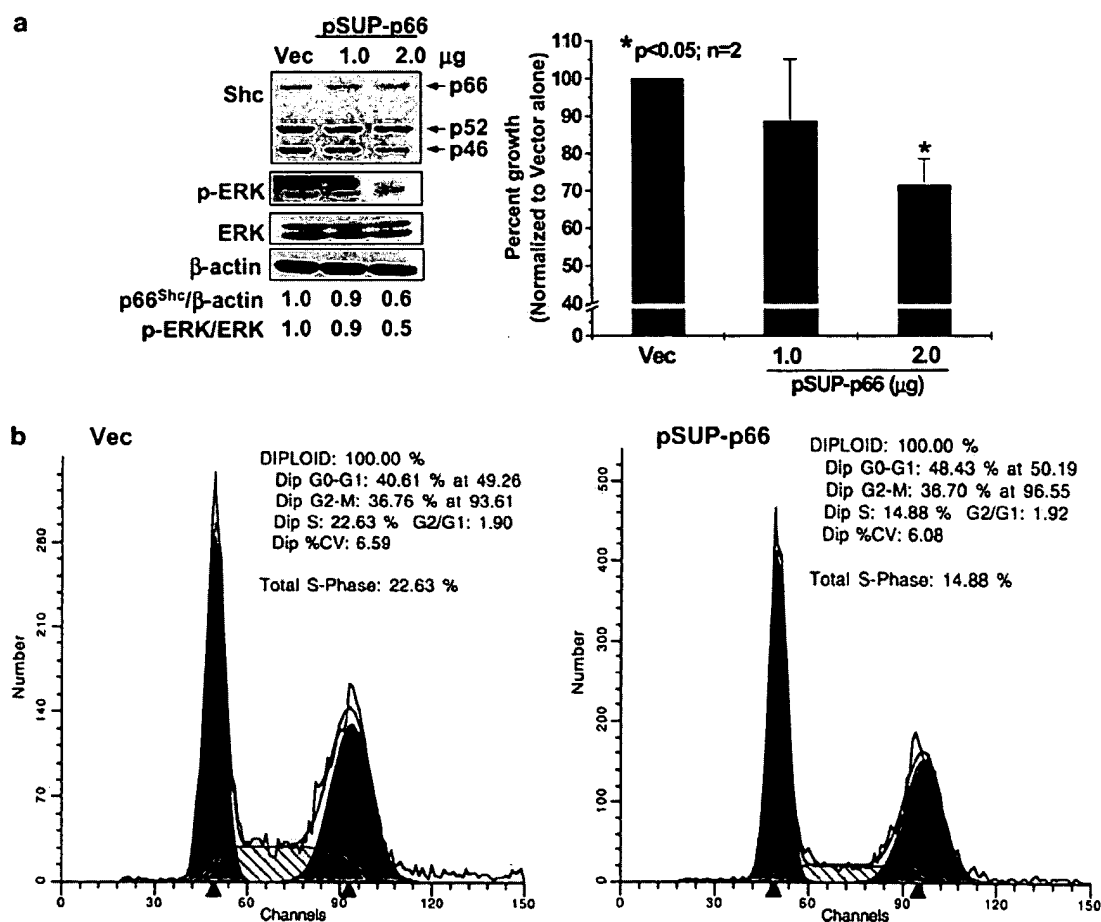 a
pSUP-p66
Vec 1.0 2.0 μg
Shc
p66
p52
p46
p-ERK
ERK
β-actin
p66Shc/β-actin 1.0 0.9 0.6
p-ERK/ERK 1.0 0.9 0.5
Percent growth
(Normalized to Vector alone)
110
100
90
80
70
60
50
40
0
* p<0.05; n=2
*
Vec 1.0 2.0
pSUP-p66 (μg)
b
Vec
DIPLOID: 100.00 %
Dip G0-G1: 40.61 % at 49.26
Dip G2-M: 36.76 % at 93.61
Dip S: 22.63 % G2/G1: 1.90
Dip %CV: 6.59
Total S-Phase: 22.63 %
Number
280
210
140
70
0
0 30 60 90 120 150
Channels
pSUP-p66
DIPLOID: 100.00 %
Dip G0-G1: 48.43 % at 50.19
Dip G2-M: 36.70 % at 96.55
Dip S: 14.88 % G2/G1: 1.92
Dip %CV: 6.08
Total S-Phase: 14.88 %
Number
500
400
300
200
100
0
0 30 60 90 120 150
Channels